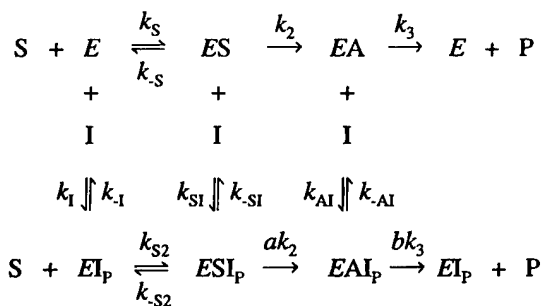 k_S k_2 k_3
S + E ⇌ ES → EA → E + P
k_-S
+ + +
I I I
k_I ⇌ k_-I k_SI ⇌ k_-SI k_AI ⇌ k_-AI
k_S2 ak_2 bk_3
S + EI_P ⇌ ESI_P → EAI_P → EI_P + P
k_-S2